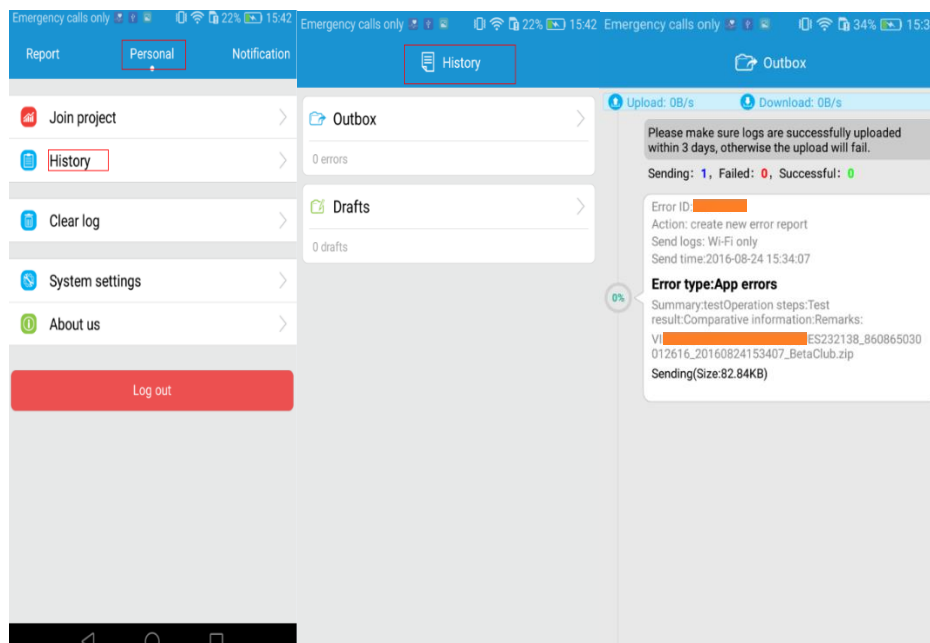 Emergency calls only 22% 15:42
Report Personal Notification
Join project
History
Clear log
System settings
About us
Log out
Emergency calls only 22% 15:42
History
Outbox
0 errors
Drafts
0 drafts
Emergency calls only 34% 15:3
Outbox
Upload: 0B/s Download: 0B/s
Please make sure logs are successfully uploaded
within 3 days, otherwise the upload will fail.
Sending: 1, Failed: 0, Successful: 0
Error ID:
Action: create new error report
Send logs: Wi-Fi only
Send time:2016-08-24 15:34:07
Error type:App errors
0%
Summary:testOperation steps:Test
result:Comparative information:Remarks:
VI ES232138_860865030
012616_20160824153407_BetaClub.zip
Sending(Size:82.84KB)